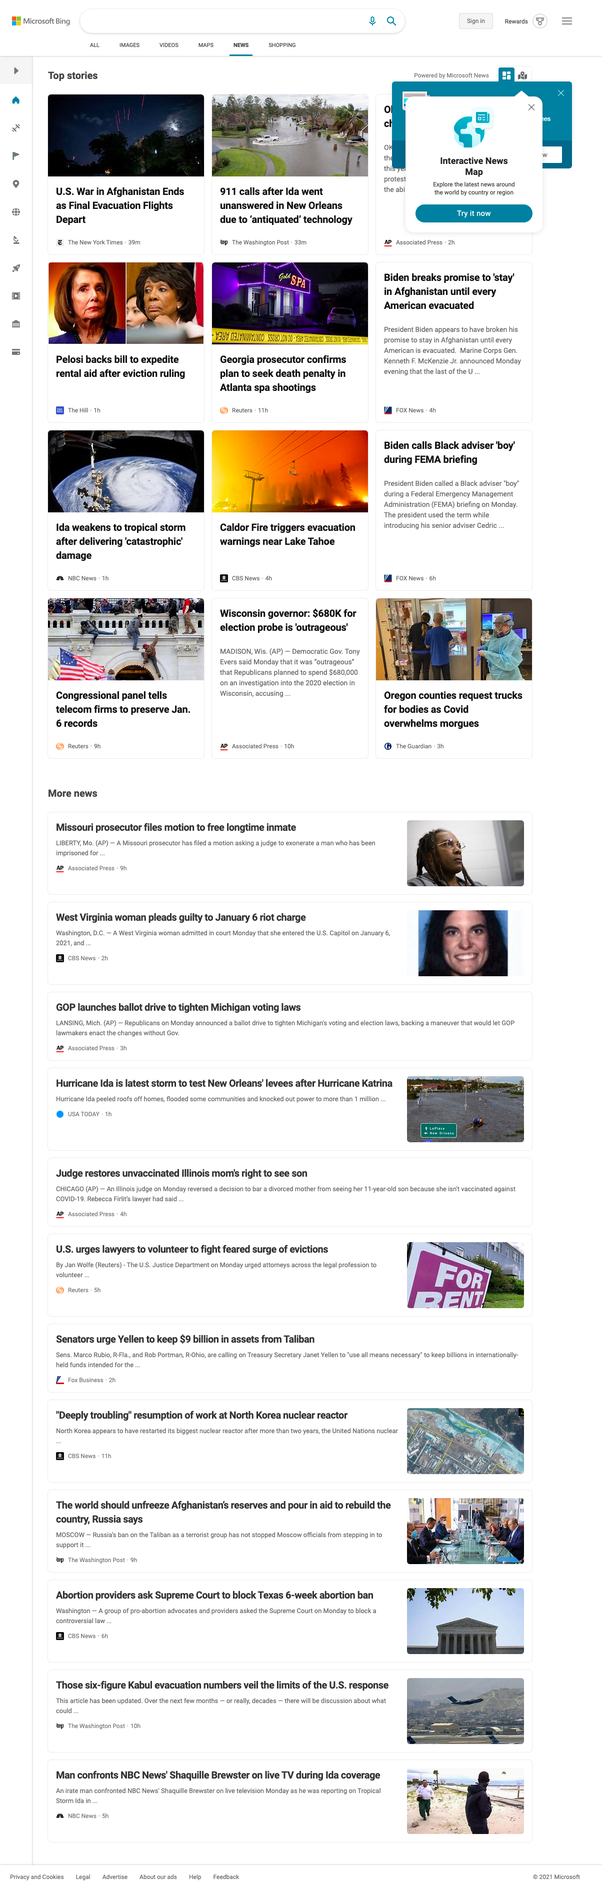 Microsoft Bing
Sign in
Rewards
ALL
IMAGES
VIDEOS
MAPS
NEWS
SHOPPING
Top stories
Powered by Microsoft News
Interactive News
Map
Explore the latest news around
the world by country or region
Try it now
U.S. War in Afghanistan Ends
as Final Evacuation Flights
Depart
The New York Times · 39m
911 calls after Ida went
unanswered in New Orleans
due to 'antiquated' technology
wp The Washington Post · 33m
AP Associated Press · 2h
Pelosi backs bill to expedite
rental aid after eviction ruling
The Hill · 1h
Gold SPA
Georgia prosecutor confirms
plan to seek death penalty in
Atlanta spa shootings
Reuters · 11h
Biden breaks promise to 'stay'
in Afghanistan until every
American evacuated
President Biden appears to have broken his
promise to stay in Afghanistan until every
American is evacuated. Marine Corps Gen.
Kenneth F. McKenzie Jr. announced Monday
evening that the last of the U ...
FOX News · 4h
Ida weakens to tropical storm
after delivering 'catastrophic'
damage
NBC News · 1h
Caldor Fire triggers evacuation
warnings near Lake Tahoe
CBS News · 4h
Biden calls Black adviser 'boy'
during FEMA briefing
President Biden called a Black adviser "boy"
during a Federal Emergency Management
Administration (FEMA) briefing on Monday.
The president used the term while
introducing his senior adviser Cedric ...
FOX News · 6h
Congressional panel tells
telecom firms to preserve Jan.
6 records
Reuters · 9h
Wisconsin governor: $680K for
election probe is 'outrageous'
MADISON, Wis. (AP) — Democratic Gov. Tony
Evers said Monday that it was "outrageous"
that Republicans planned to spend $680,000
on an investigation into the 2020 election in
Wisconsin, accusing ...
AP Associated Press · 10h
Oregon counties request trucks
for bodies as Covid
overwhelms morgues
The Guardian · 3h
More news
Missouri prosecutor files motion to free longtime inmate
LIBERTY, Mo. (AP) — A Missouri prosecutor has filed a motion asking a judge to exonerate a man who has been
imprisoned for ...
AP Associated Press · 9h
West Virginia woman pleads guilty to January 6 riot charge
Washington, D.C. — A West Virginia woman admitted in court Monday that she entered the U.S. Capitol on January 6,
2021, and ...
CBS News · 2h
GOP launches ballot drive to tighten Michigan voting laws
LANSING, Mich. (AP) — Republicans on Monday announced a ballot drive to tighten Michigan's voting and election laws, backing a maneuver that would let GOP
lawmakers enact the changes without Gov.
AP Associated Press · 3h
Hurricane Ida is latest storm to test New Orleans' levees after Hurricane Katrina
Hurricane Ida peeled roofs off homes, flooded some communities and knocked out power to more than 1 million ...
USA TODAY · 1h
LaPlace
New Orleans
Judge restores unvaccinated Illinois mom's right to see son
CHICAGO (AP) — An Illinois judge on Monday reversed a decision to bar a divorced mother from seeing her 11-year-old son because she isn't vaccinated against
COVID-19. Rebecca Firlit's lawyer had said ...
AP Associated Press · 4h
U.S. urges lawyers to volunteer to fight feared surge of evictions
By Jan Wolfe (Reuters) - The U.S. Justice Department on Monday urged attorneys across the legal profession to
volunteer ...
Reuters · 5h
FOR
RENT
Senators urge Yellen to keep $9 billion in assets from Taliban
Sens. Marco Rubio, R-Fla., and Rob Portman, R-Ohio, are calling on Treasury Secretary Janet Yellen to "use all means necessary" to keep billions in internationally-
held funds intended for the ...
Fox Business · 2h
"Deeply troubling" resumption of work at North Korea nuclear reactor
North Korea appears to have restarted its biggest nuclear reactor after more than two years, the United Nations nuclear
...
CBS News · 11h
The world should unfreeze Afghanistan's reserves and pour in aid to rebuild the
country, Russia says
MOSCOW — Russia's ban on the Taliban as a terrorist group has not stopped Moscow officials from stepping in to
support it ...
wp The Washington Post · 9h
Abortion providers ask Supreme Court to block Texas 6-week abortion ban
Washington — A group of pro-abortion advocates and providers asked the Supreme Court on Monday to block a
controversial law ...
CBS News · 6h
Those six-figure Kabul evacuation numbers veil the limits of the U.S. response
This article has been updated. Over the next few months — or really, decades — there will be discussion about what
could ...
wp The Washington Post · 10h
Man confronts NBC News' Shaquille Brewster on live TV during Ida coverage
An irate man confronted NBC News' Shaquille Brewster on live television Monday as he was reporting on Tropical
Storm Ida in ...
NBC News · 5h
Privacy and Cookies
Legal
Advertise
About our ads
Help
Feedback
© 2021 Microsoft